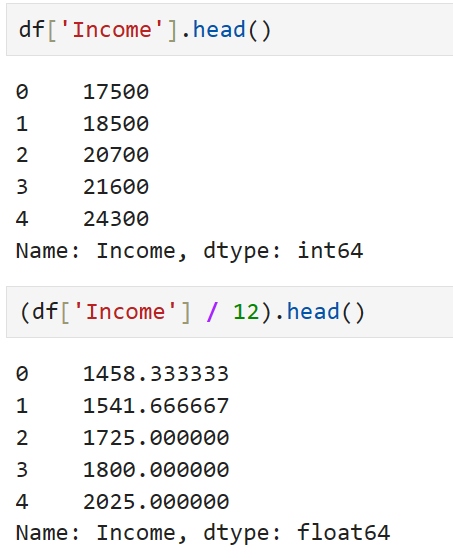 df['Income'].head()
0    17500
1    18500
2    20700
3    21600
4    24300
Name: Income, dtype: int64
(df['Income'] / 12).head()
0    1458.333333
1    1541.666667
2    1725.000000
3    1800.000000
4    2025.000000
Name: Income, dtype: float64